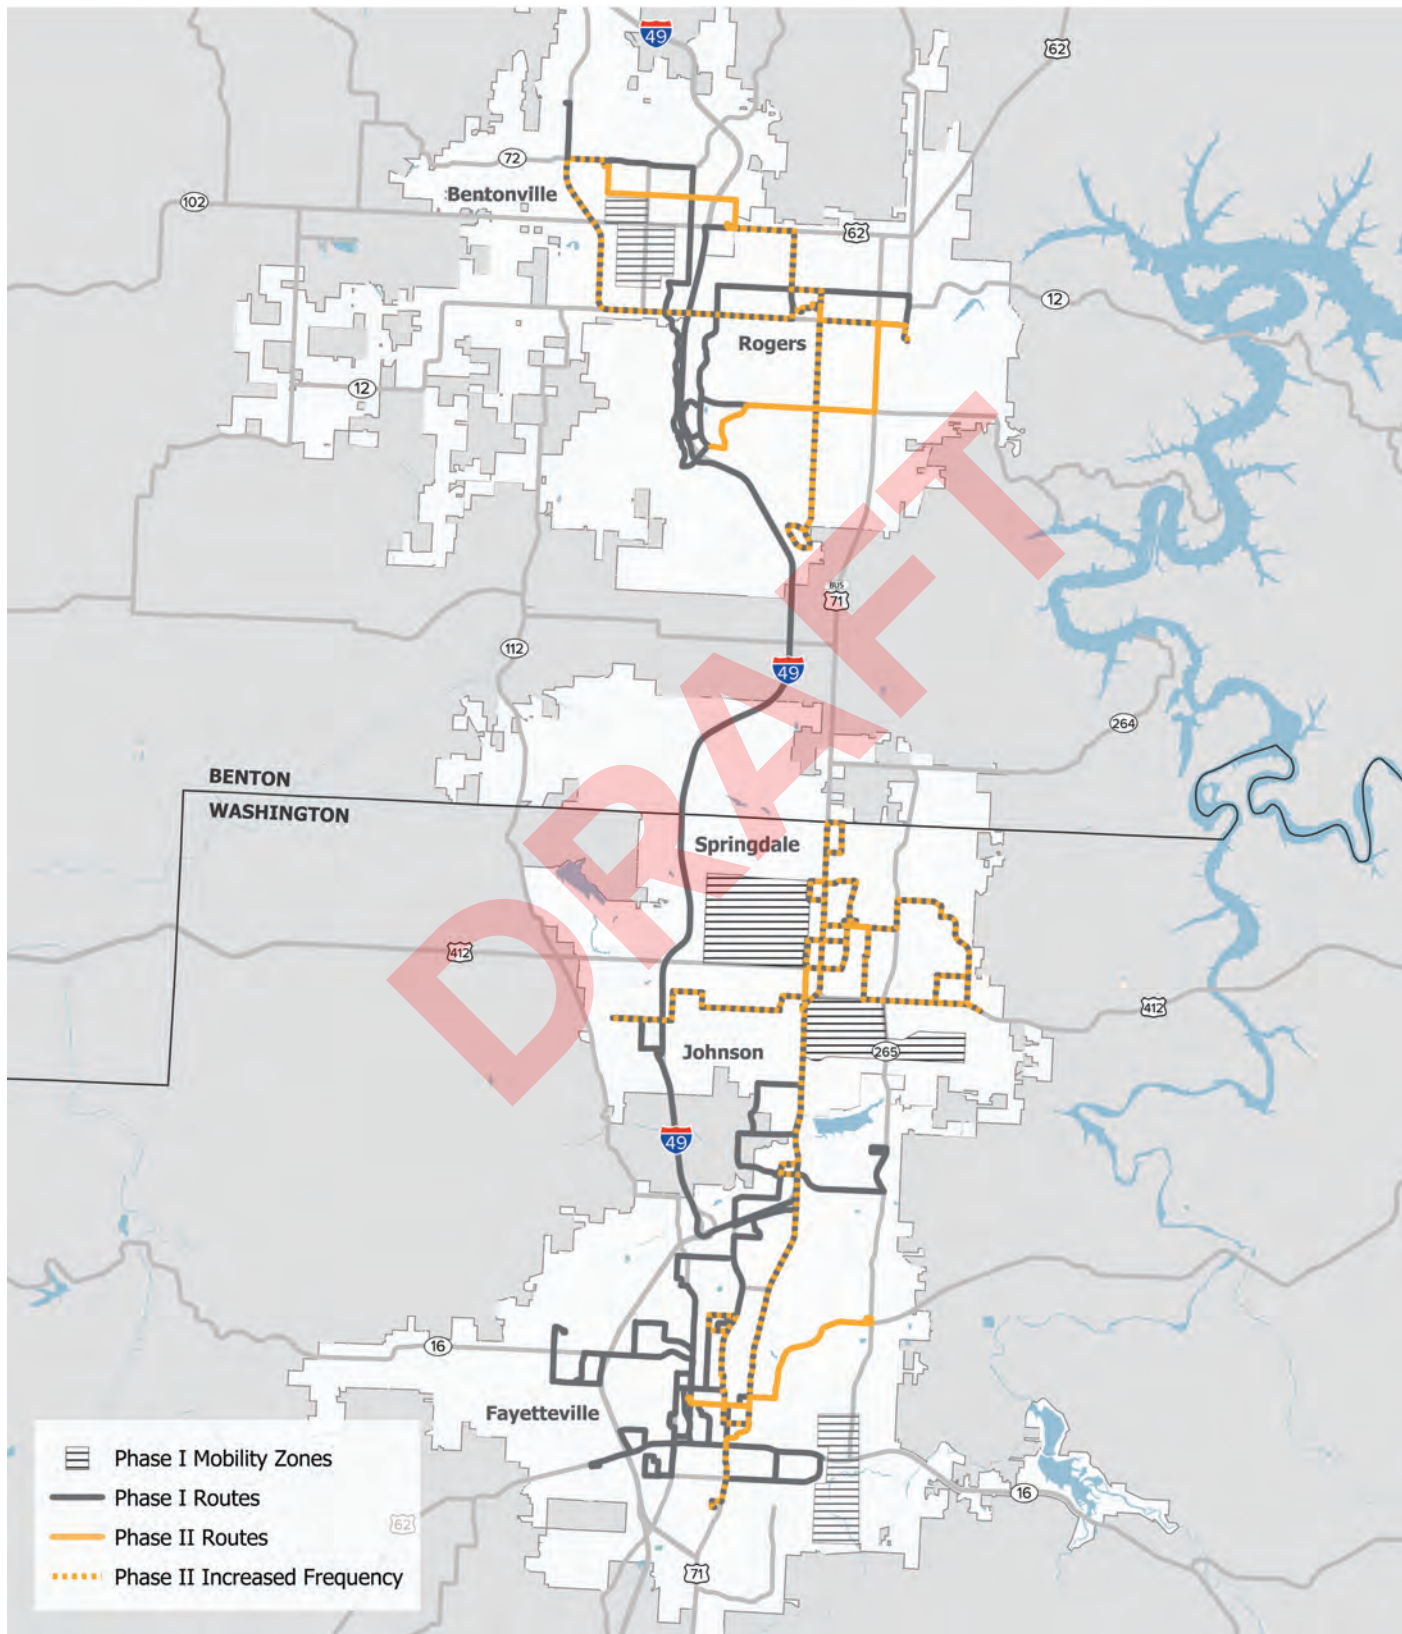 49
62
72
Bentonville
102
62
12
Rogers
12
BUS
71
112
49
264
BENTON
WASHINGTON
Springdale
412
412
Johnson
265
49
16
Fayetteville
16
62
71
DRAFT
Phase I Mobility Zones
Phase I Routes
Phase II Routes
Phase II Increased Frequency